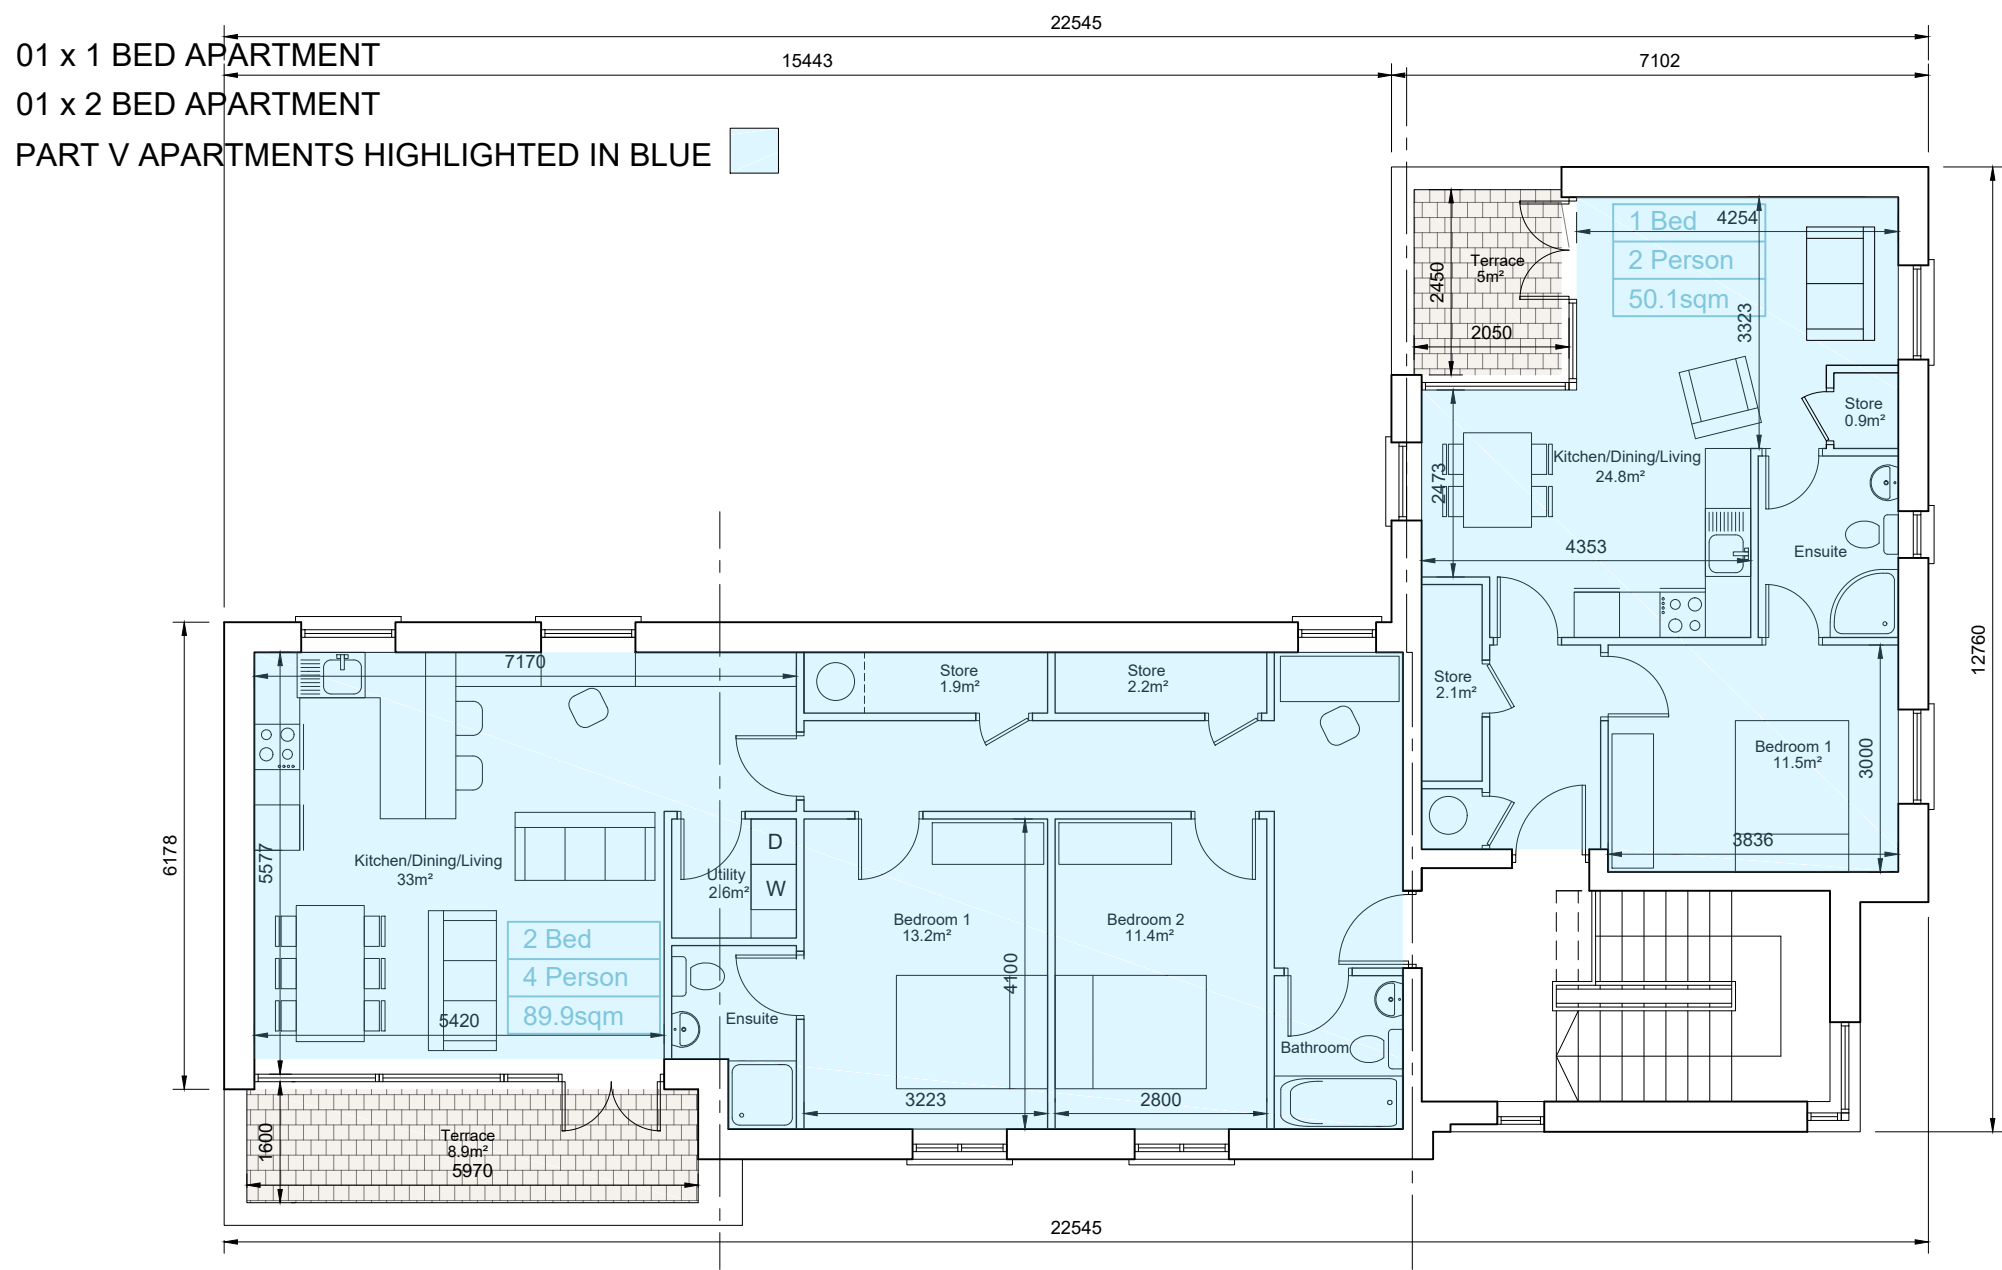 22545
01 x 1 BED APARTMENT
15443
7102
01 x 2 BED APARTMENT
PART V APARTMENTS HIGHLIGHTED IN BLUE
1 Bed
4254
2 Person
50.1sqm
Terrace
5m²
2450
2050
3323
Store
0.9m²
Kitchen/Dining/Living
24.8m²
2473
4353
Ensuite
12760
7170
Store
1.9m²
Store
2.2m²
Store
2.1m²
Bedroom 1
11.5m²
3000
3836
6178
5577
Kitchen/Dining/Living
33m²
D
W
Utility
2.6m²
Bedroom 1
13.2m²
4100
Bedroom 2
11.4m²
2 Bed
4 Person
89.9sqm
5420
Ensuite
Bathroom
3223
2800
1600
Terrace
8.9m²
5970
22545